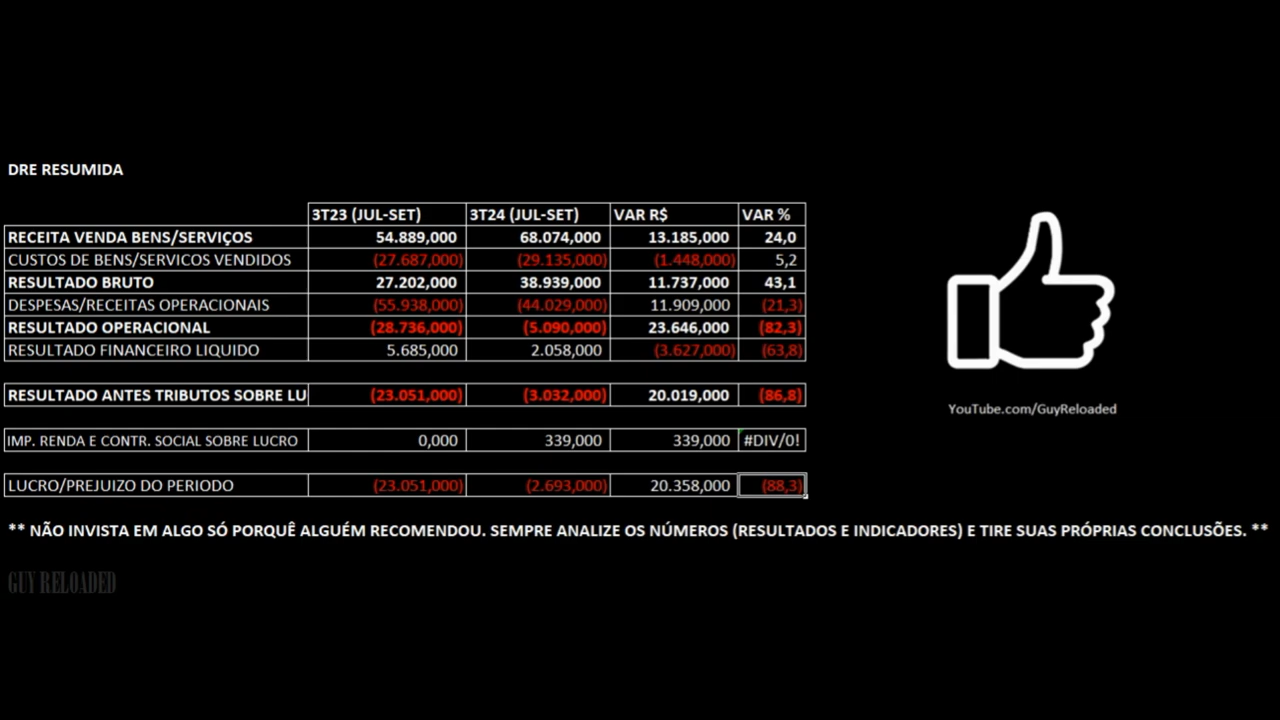 DRE RESUMIDA
3T23 (JUL-SET) 3T24 (JUL-SET) VAR R$ VAR %
RECEITA VENDA BENS/SERVIÇOS 54.889,000 68.074,000 13.185,000 24,0
CUSTOS DE BENS/SERVICOS VENDIDOS (27.687,000) (29.135,000) (1.448,000) 5,2
RESULTADO BRUTO 27.202,000 38.939,000 11.737,000 43,1
DESPESAS/RECEITAS OPERACIONAIS (55.938,000) (44.029,000) 11.909,000 (21,3)
RESULTADO OPERACIONAL (28.736,000) (5.090,000) 23.646,000 (82,3)
RESULTADO FINANCEIRO LIQUIDO 5.685,000 2.058,000 (3.627,000) (63,8)
RESULTADO ANTES TRIBUTOS SOBRE LU (23.051,000) (3.032,000) 20.019,000 (86,8)
YouTube.com/GuyReloaded
IMP. RENDA E CONTR. SOCIAL SOBRE LUCRO 0,000 339,000 339,000 #DIV/0!
LUCRO/PREJUIZO DO PERIODO (23.051,000) (2.693,000) 20.358,000 (88,3)
** NÃO INVISTA EM ALGO SÓ PORQUÊ ALGUÉM RECOMENDOU. SEMPRE ANALIZE OS NÚMEROS (RESULTADOS E INDICADORES) E TIRE SUAS PRÓPRIAS CONCLUSÕES. **
GUY RELOADED